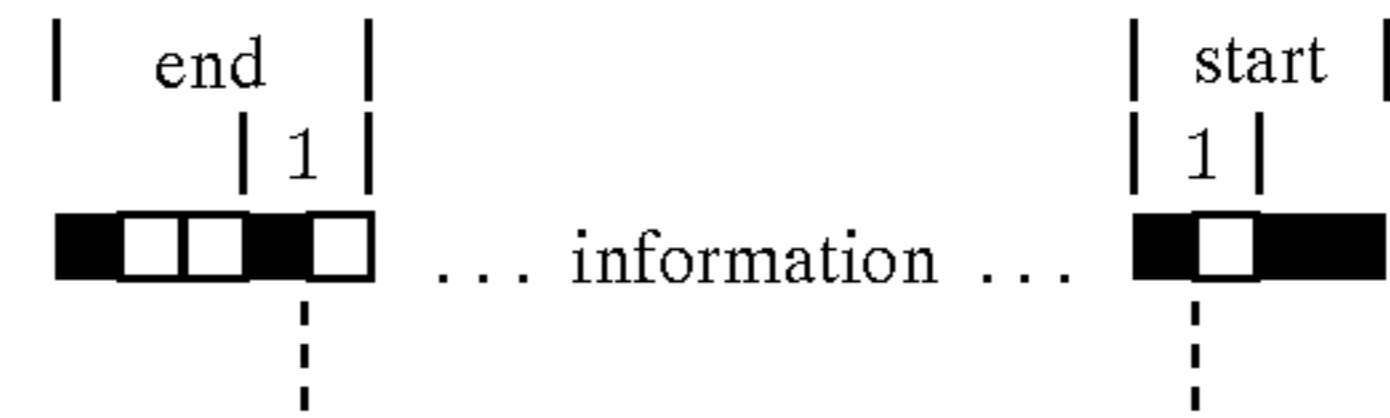 end start
1 1
... information ...